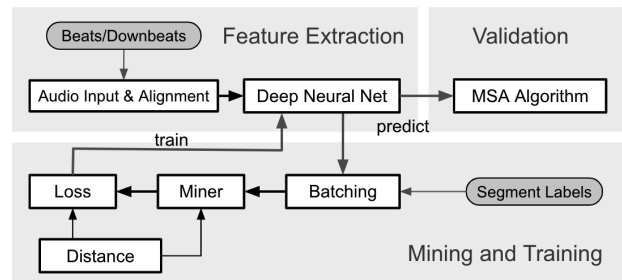 Beats/Downbeats
Feature Extraction
Validation
Audio Input & Alignment
Deep Neural Net
MSA Algorithm
predict
train
Loss
Miner
Batching
Segment Labels
Distance
Mining and Training